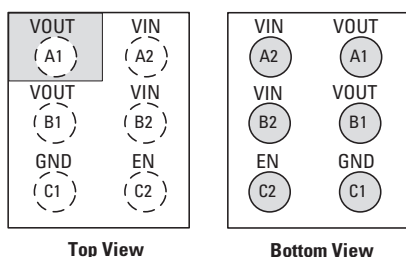 VOUT VIN VIN VOUT
A1 A2 A2 A1
VOUT VIN VIN VOUT
B1 B2 B2 B1
GND EN EN GND
C1 C2 C2 C1
Top View Bottom View